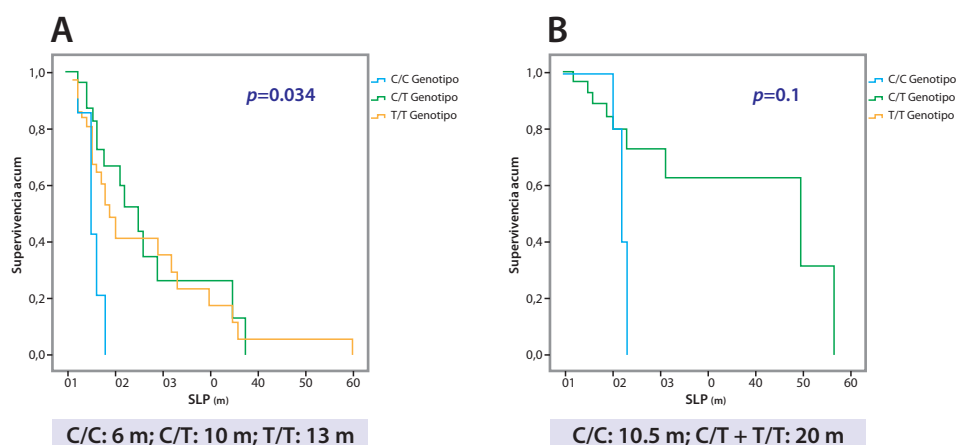 A
p=0.034
C/C Genotipo
C/T Genotipo
T/T Genotipo
Supervivencia acum
1,0
0,8
0,6
0,4
0,2
0,0
01 02 03 0 40 50 60
SLP (m)
C/C: 6 m; C/T: 10 m; T/T: 13 m
B
p=0.1
C/C Genotipo
C/T Genotipo
T/T Genotipo
Supervivencia acum
1,0
0,8
0,6
0,4
0,2
0,0
01 02 03 0 40 50 60
SLP (m)
C/C: 10.5 m; C/T + T/T: 20 m